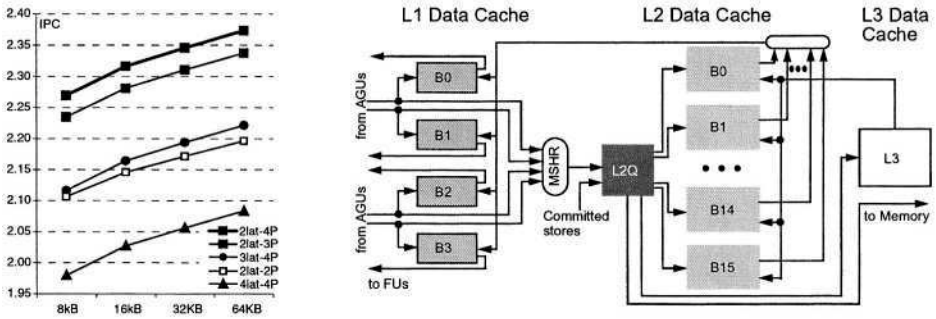 IPC
2.40
2.35
2.30
2.25
2.20
2.15
2.10
2.05
2.00
1.95
8kB 16kB 32KB 64KB
2lat-4P
2lat-3P
3lat-4P
2lat-2P
4lat-4P
L1 Data Cache
L2 Data Cache
L3 Data
Cache
from AGUs
from AGUs
B0
B1
B2
B3
to FUs
MSHR
L2Q
Committed
stores
B0
B1
B14
B15
L3
to Memory